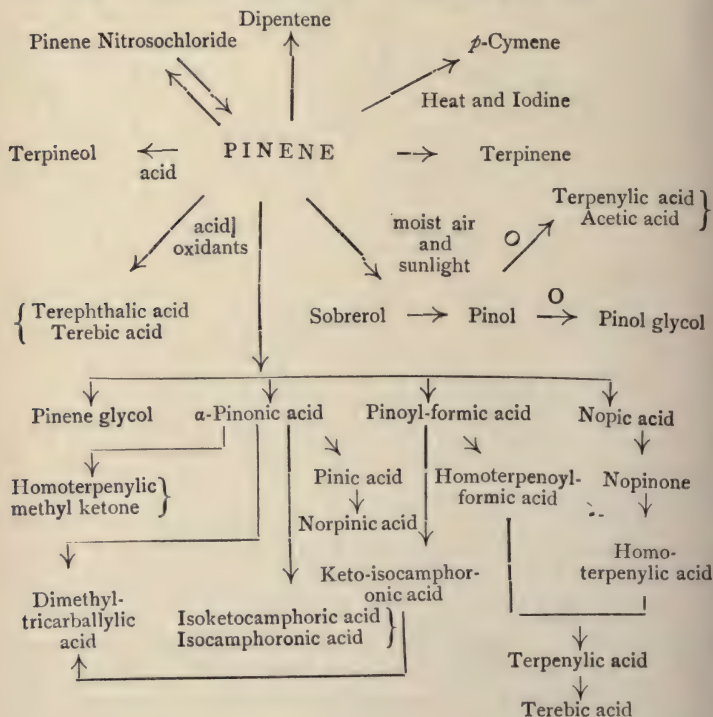 Dipentene
Pinene Nitrosochloride
p-Cymene
Heat and Iodine
Terpineol
acid
PINENE
Terpinene
acid]
oxidants
moist air
and
sunlight
O
Terpenylic acid }
Acetic acid
{ Terephthalic acid
Terebic acid
Sobrerol
Pinol
O
Pinol glycol
Pinene glycol
α-Pinonic acid
Pinoyl-formic acid
Nopic acid
Homoterpenylic }
methyl ketone
Pinic acid
Norpinic acid
Homoterpenoyl-
formic acid
Nopinone
Homo-
terpenylic acid
Keto-isocamphor-
onic acid
Dimethyl-
tricarballylic
acid
Isoketocamphoric acid }
Isocamphoronic acid
Terpenylic acid
Terebic acid